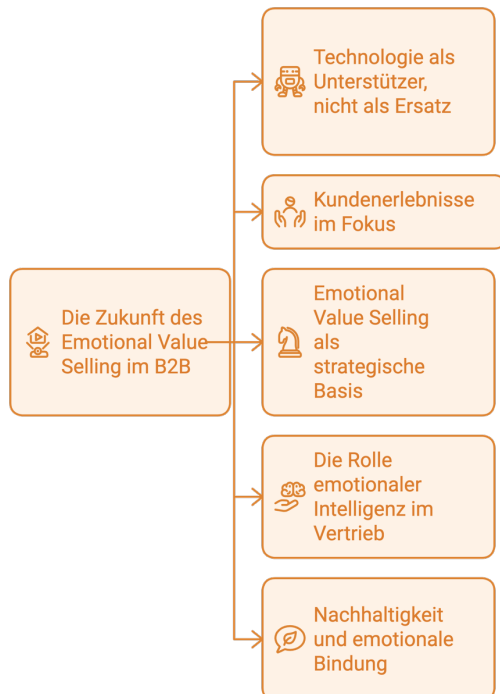 Technologie als
Unterstützer,
nicht als Ersatz
Kundenerlebnisse
im Fokus
Die Zukunft des
Emotional Value
Selling im B2B
Emotional
Value Selling
als
strategische
Basis
Die Rolle
emotionaler
Intelligenz im
Vertrieb
Nachhaltigkeit
und emotionale
Bindung